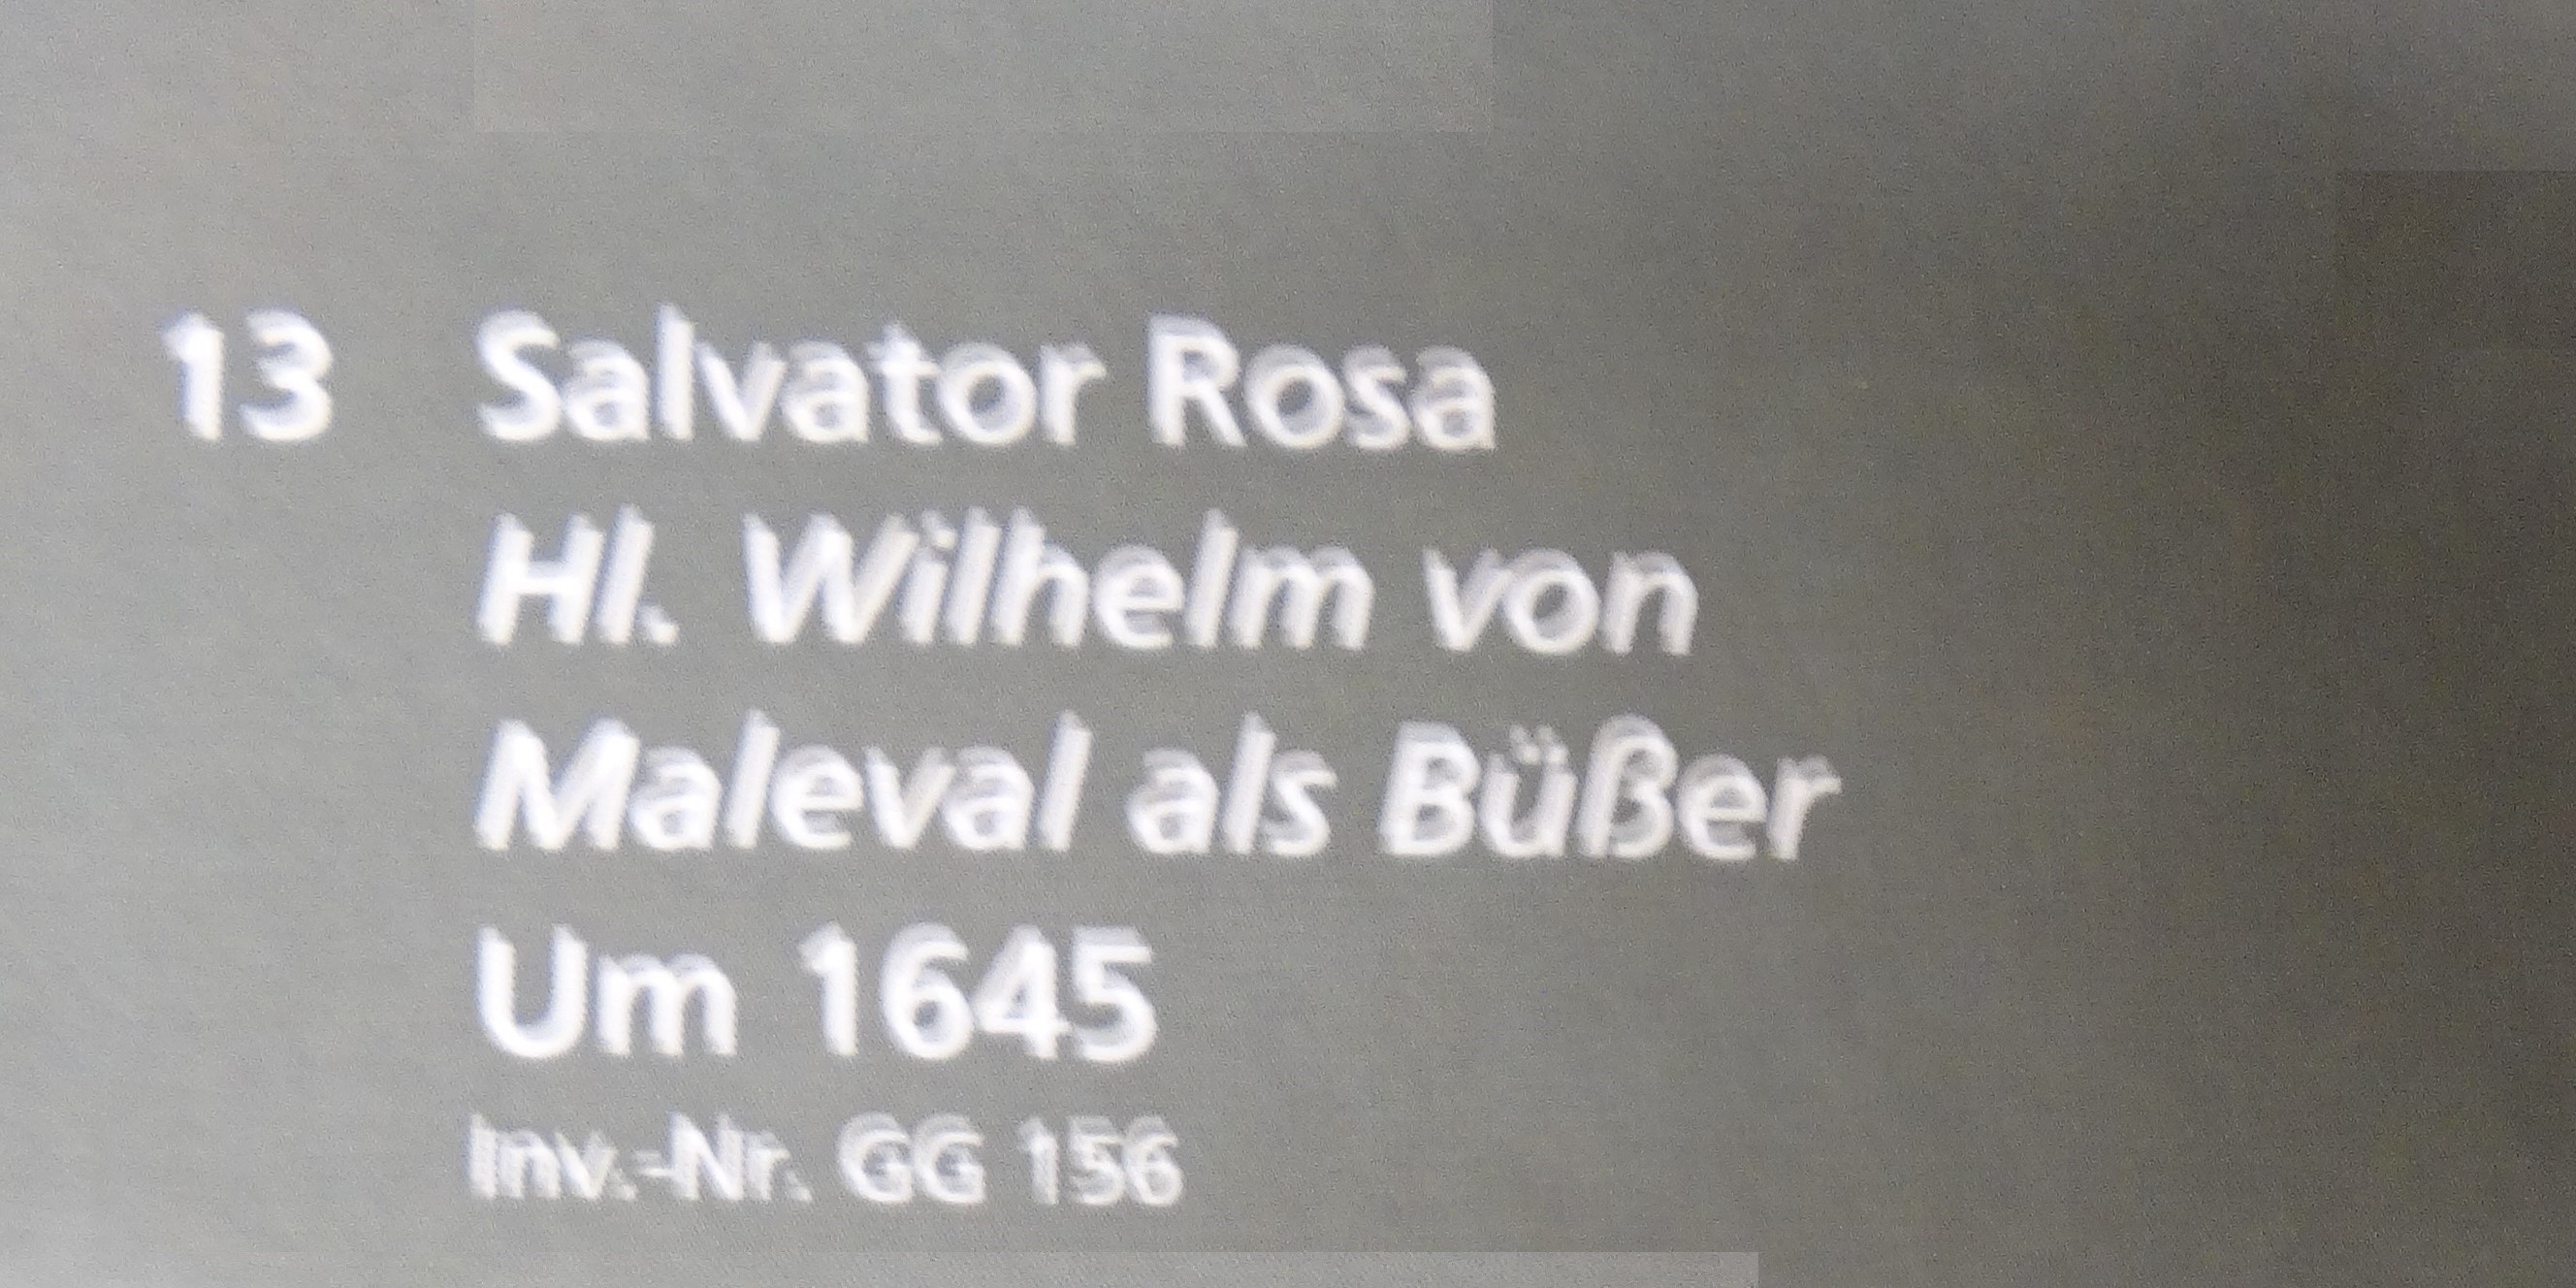 13 Salvator Rosa
Hl. Wilhelm von
Maleval als Büßer
Um 1645
Inv.-Nr. GG 156